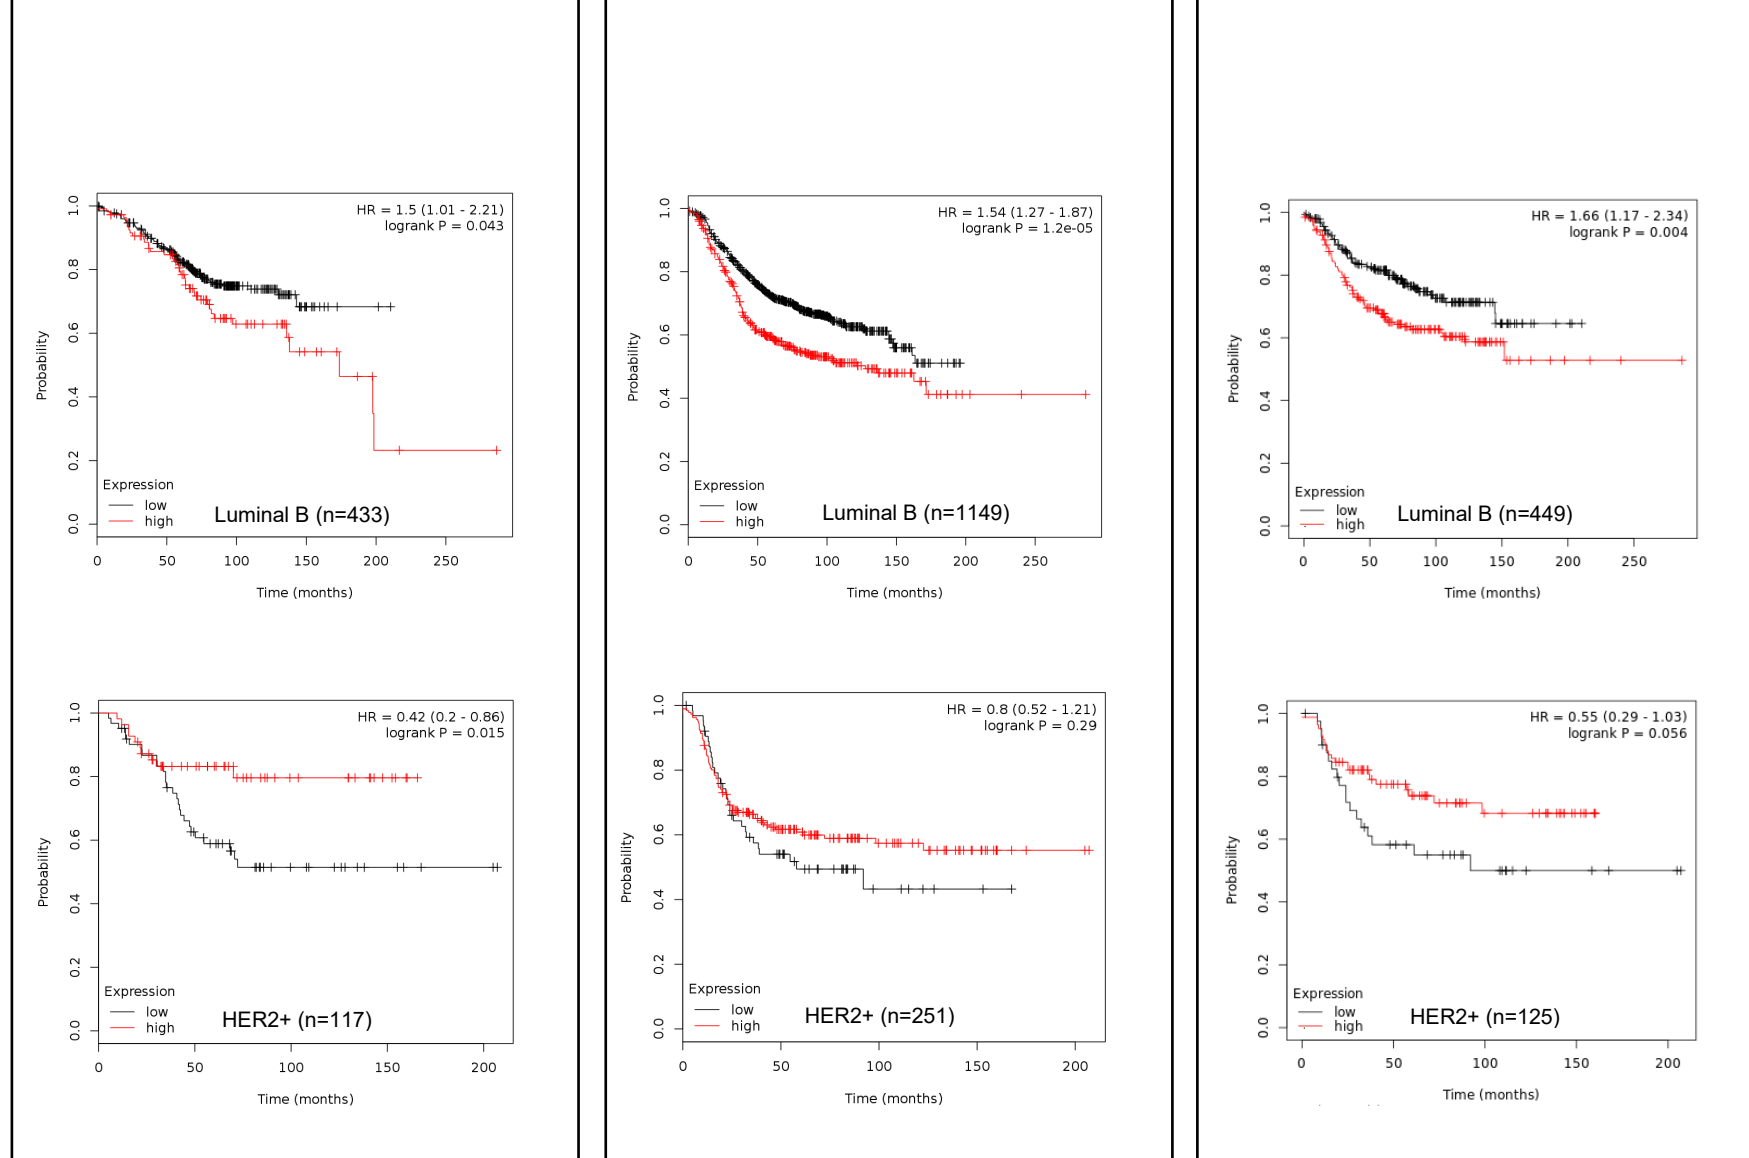 HR = 1.5 (1.01 - 2.21)
logrank P = 0.043
Probability
0.0
0.2
0.4
0.6
0.8
1.0
Expression
low
high
Luminal B (n=433)
0 50 100 150 200 250
Time (months)
HR = 1.54 (1.27 - 1.87)
logrank P = 1.2e-05
Probability
0.0
0.2
0.4
0.6
0.8
1.0
Expression
low
high
Luminal B (n=1149)
0 50 100 150 200 250
Time (months)
HR = 1.66 (1.17 - 2.34)
logrank P = 0.004
Probability
0.0
0.2
0.4
0.6
0.8
1.0
Expression
low
high
Luminal B (n=449)
0 50 100 150 200 250
Time (months)
HR = 0.42 (0.2 - 0.86)
logrank P = 0.015
Probability
0.0
0.2
0.4
0.6
0.8
1.0
Expression
low
high
HER2+ (n=117)
0 50 100 150 200
Time (months)
HR = 0.8 (0.52 - 1.21)
logrank P = 0.29
Probability
0.0
0.2
0.4
0.6
0.8
1.0
Expression
low
high
HER2+ (n=251)
0 50 100 150 200
Time (months)
HR = 0.55 (0.29 - 1.03)
logrank P = 0.056
Probability
0.0
0.2
0.4
0.6
0.8
1.0
Expression
low
high
HER2+ (n=125)
0 50 100 150 200
Time (months)